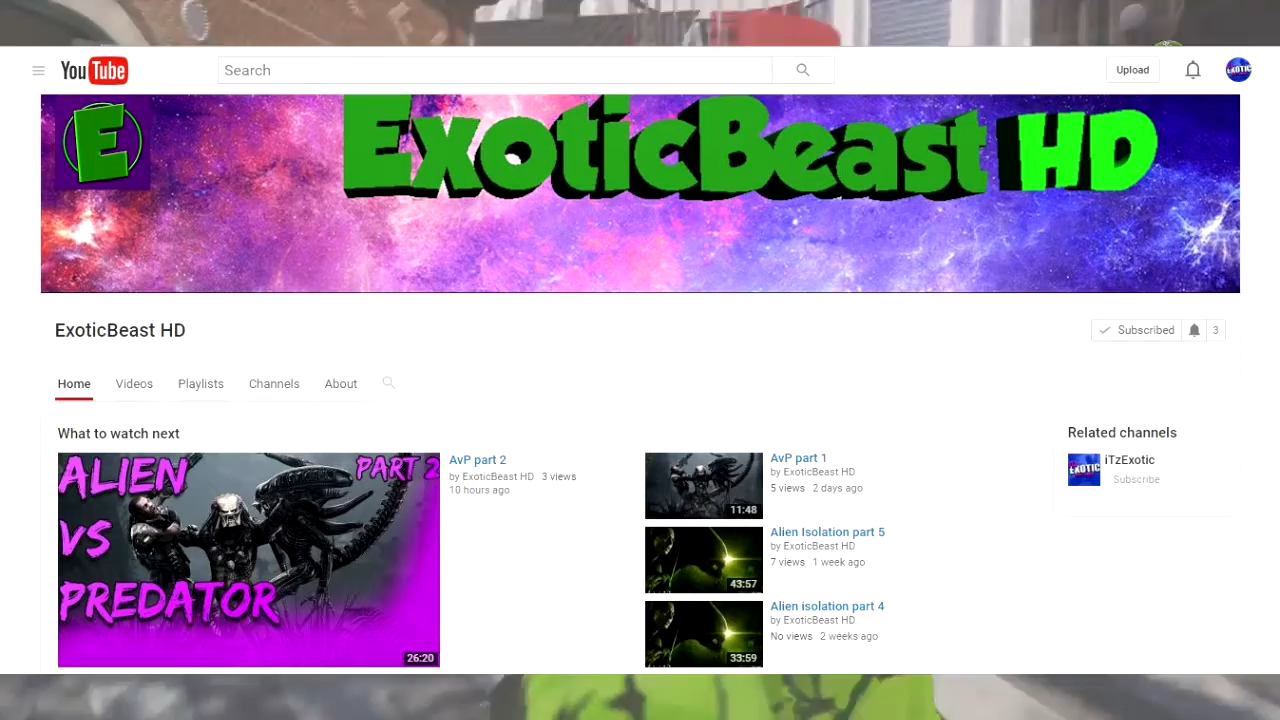 YouTube
Search
Upload
EXOTIC
E
ExoticBeast HD
ExoticBeast HD
Subscribed 3
Home Videos Playlists Channels About
What to watch next
ALIEN
VS
PREDATOR
PART 2
26:20
AvP part 2
by ExoticBeast HD 3 views
10 hours ago
11:48
AvP part 1
by ExoticBeast HD
5 views 2 days ago
43:57
Alien Isolation part 5
by ExoticBeast HD
7 views 1 week ago
33:59
Alien isolation part 4
by ExoticBeast HD
No views 2 weeks ago
Related channels
EXOTIC
iTzExotic
Subscribe